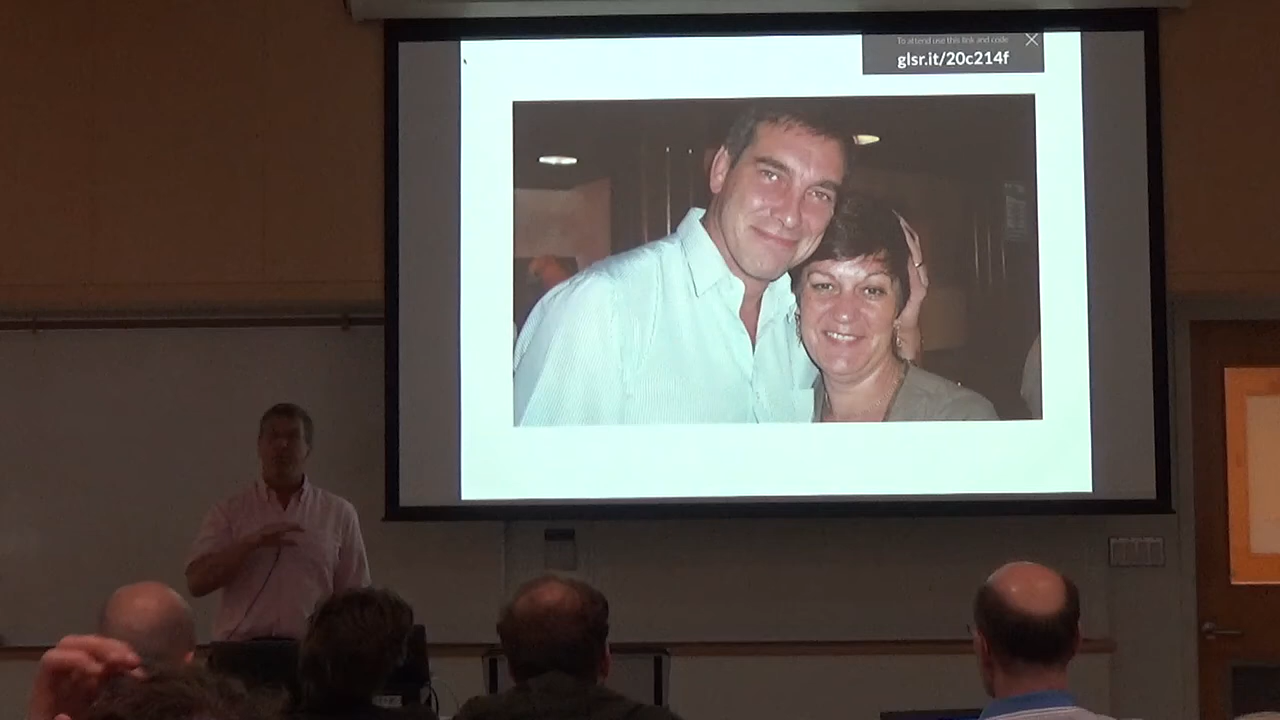 To attend use this link and code
glsr.it/20c214f